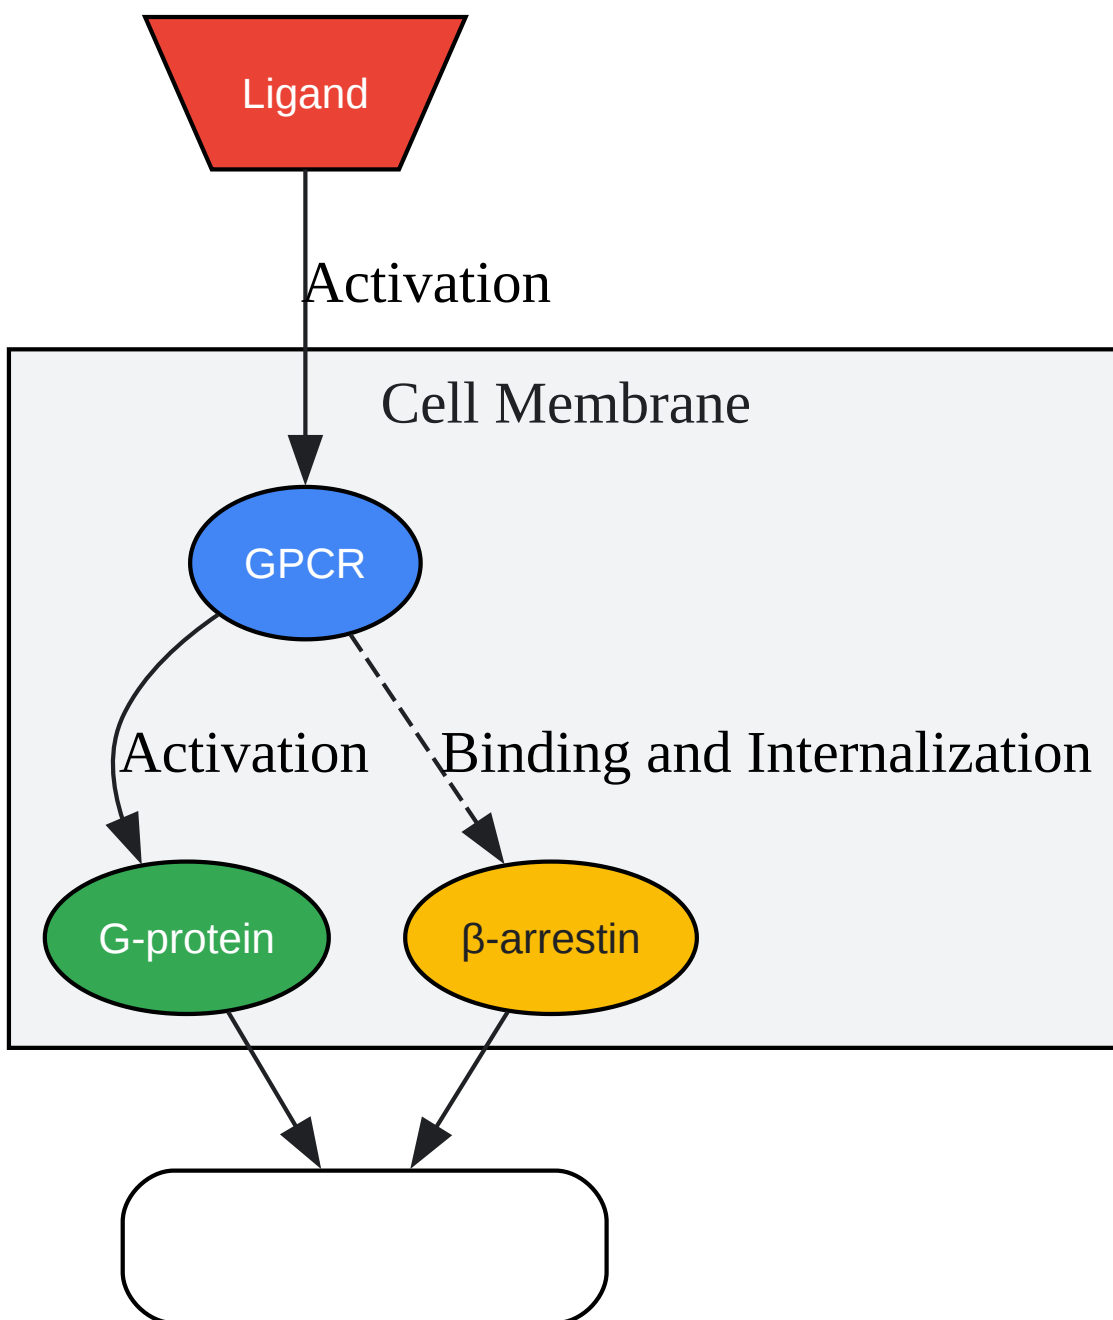 Ligand
Activation
Cell Membrane
GPCR
Activation
Binding and Internalization
G-protein
β-arrestin